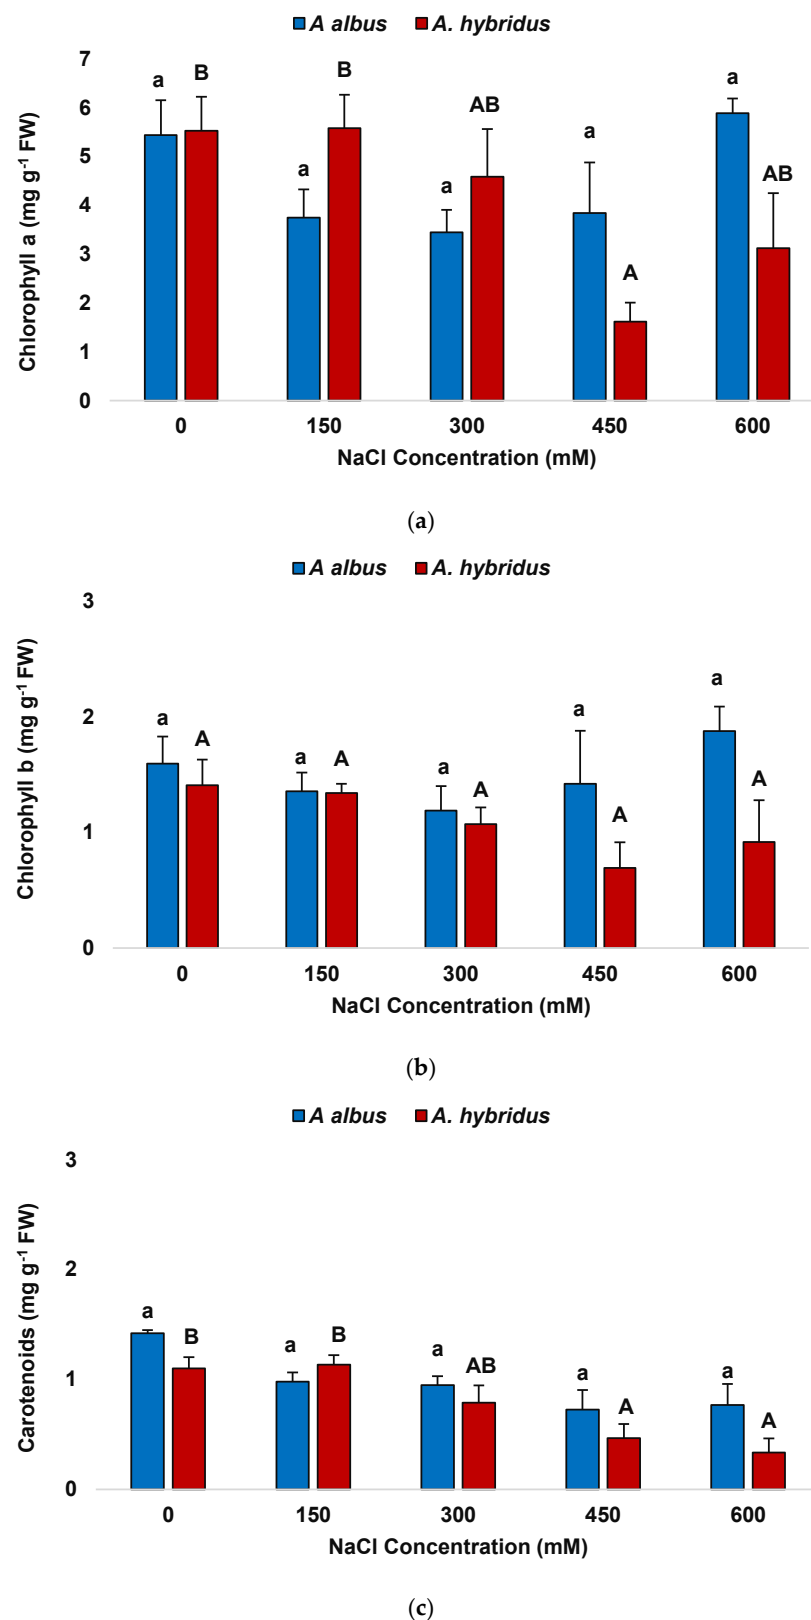 A albus A. hybridus
7
6
5
4
3
2
1
0
Chlorophyll a (mg g-1 FW)
a B
a B
a AB
a A
a AB
0 150 300 450 600
NaCl Concentration (mM)
(a)
A albus A. hybridus
3
2
1
0
Chlorophyll b (mg g-1 FW)
a A
a A
a A
a A
a A
0 150 300 450 600
NaCl Concentration (mM)
(b)
A albus A. hybridus
3
2
1
0
Carotenoids (mg g-1 FW)
a B
a B
a AB
a A
a A
0 150 300 450 600
NaCl Concentration (mM)
(c)